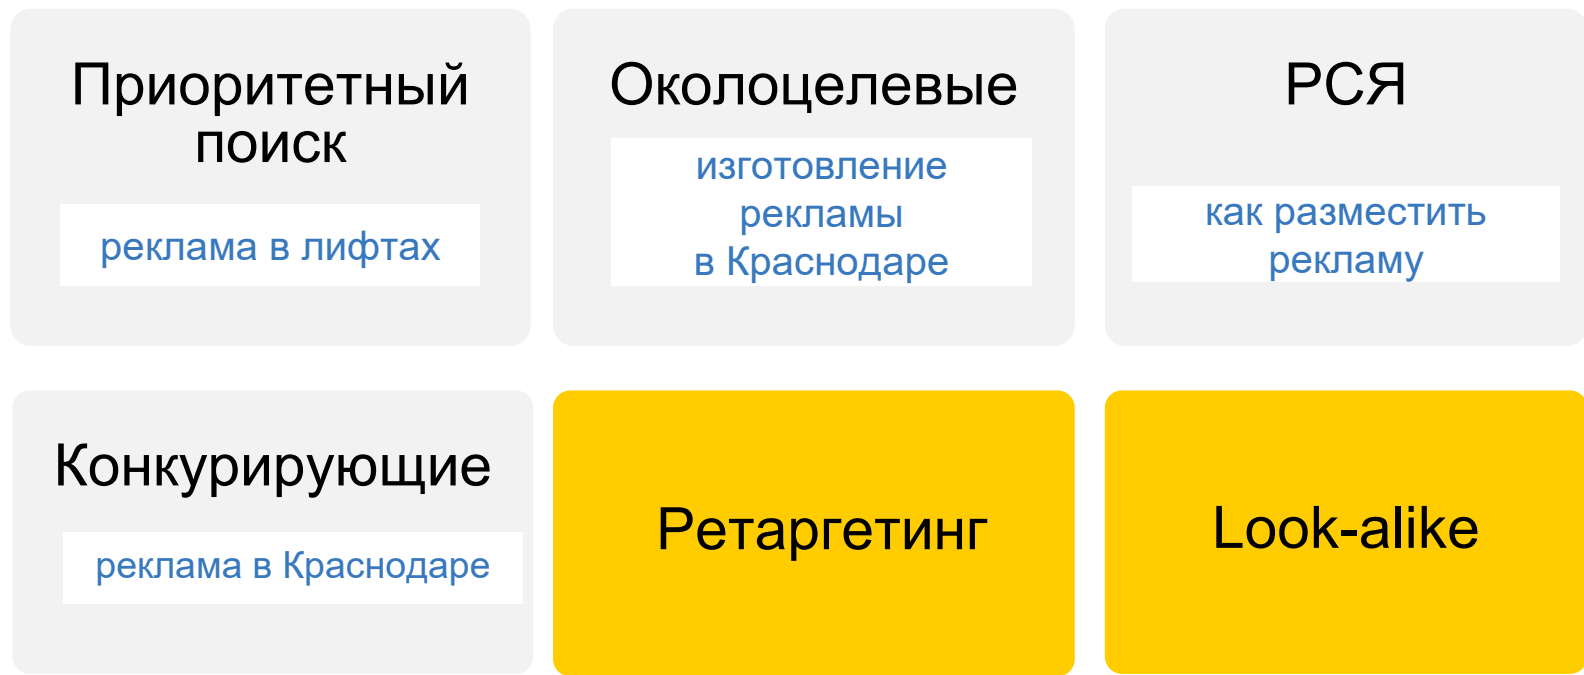 Приоритетный
поиск
реклама в лифтах
Околоцелевые
изготовление
рекламы
в Краснодаре
РСЯ
как разместить
рекламу
Конкурирующие
реклама в Краснодаре
Ретаргетинг
Look-alike